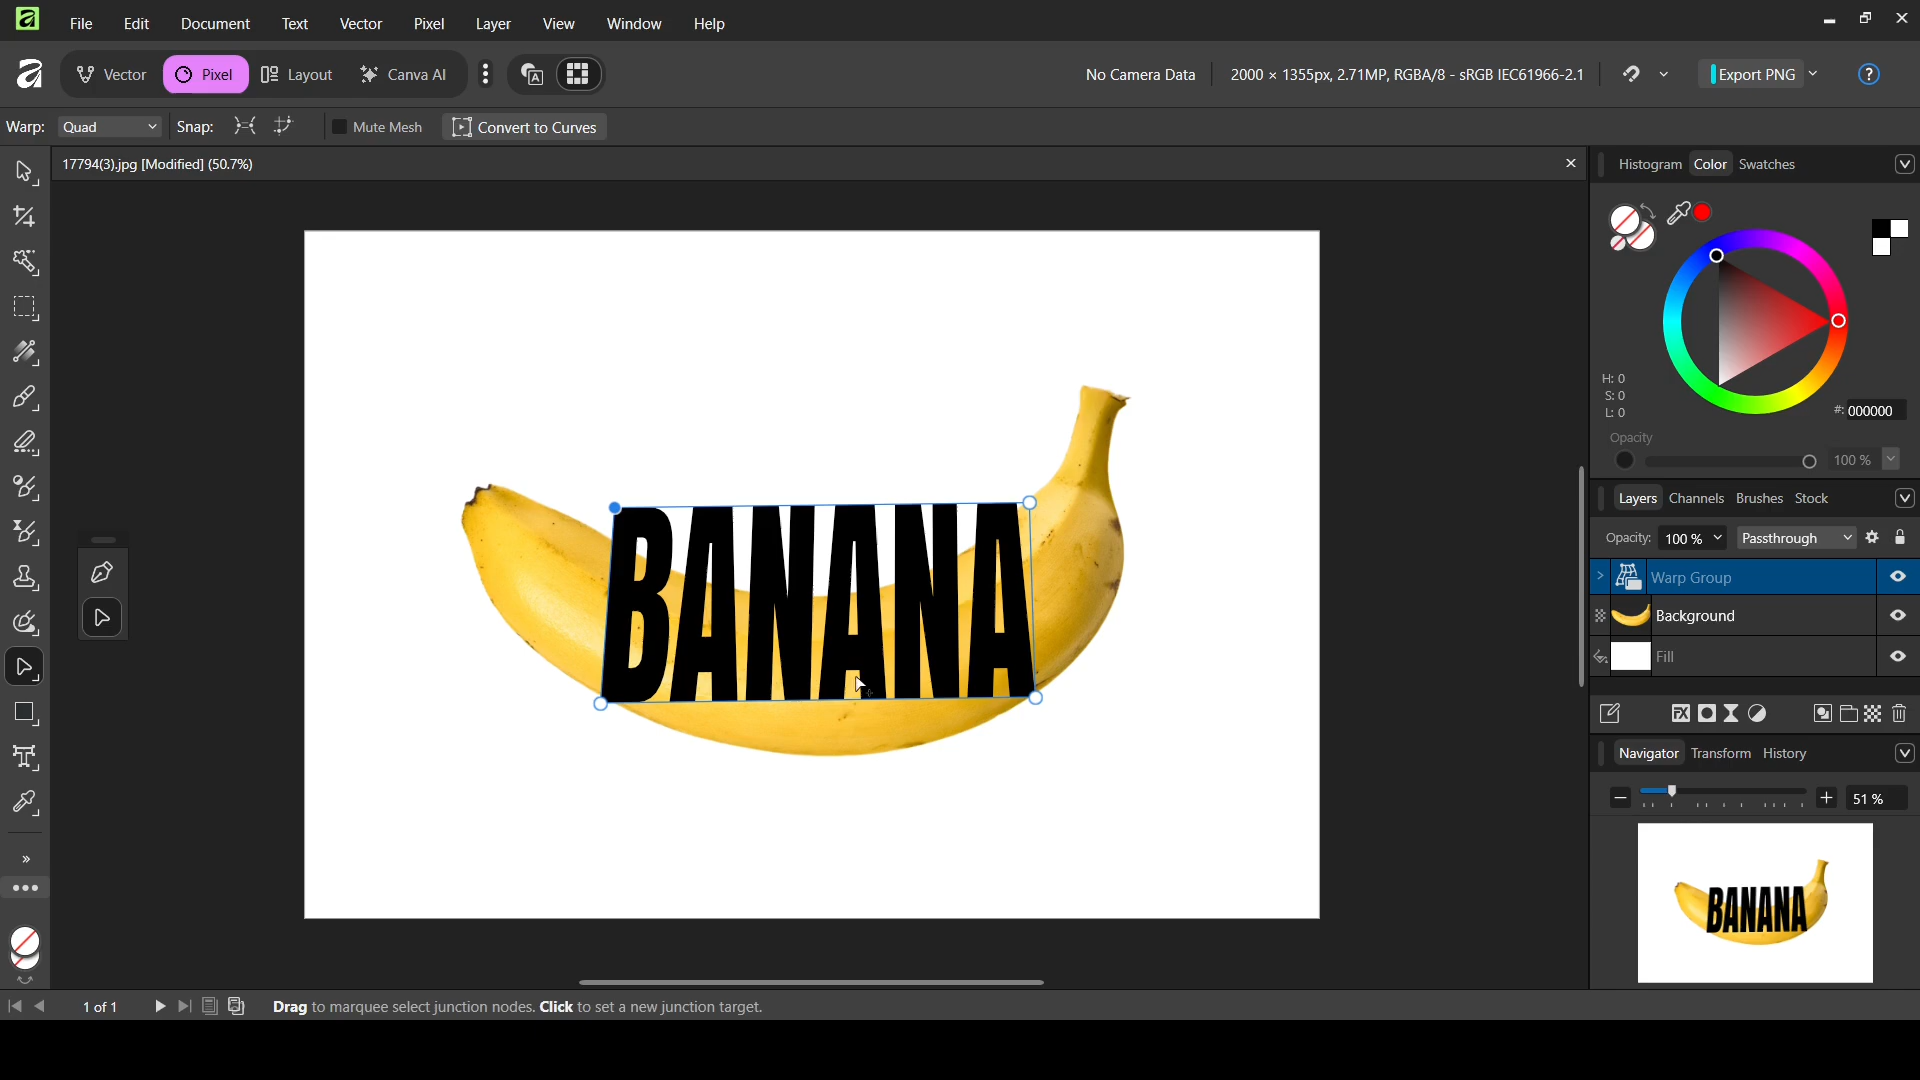 File Edit Document Text Vector Pixel Layer View Window Help
Vector Pixel Layout Canva AI No Camera Data 2000 × 1355px, 2.71MP, RGBA/8 - sRGB IEC61966-2.1 Export PNG ?
Warp: Quad Snap: Mute Mesh Convert to Curves
17794(3).jpg [Modified] (50.7%)
Histogram Color Swatches
H: 0
S: 0
L: 0
#: 000000
Opacity
100 %
Layers Channels Brushes Stock
Opacity: 100 % Passthrough
Warp Group
Background
Fill
FX
Navigator Transform History
51 %
BANANA
BANANA
1 of 1 Drag to marquee select junction nodes. Click to set a new junction target.